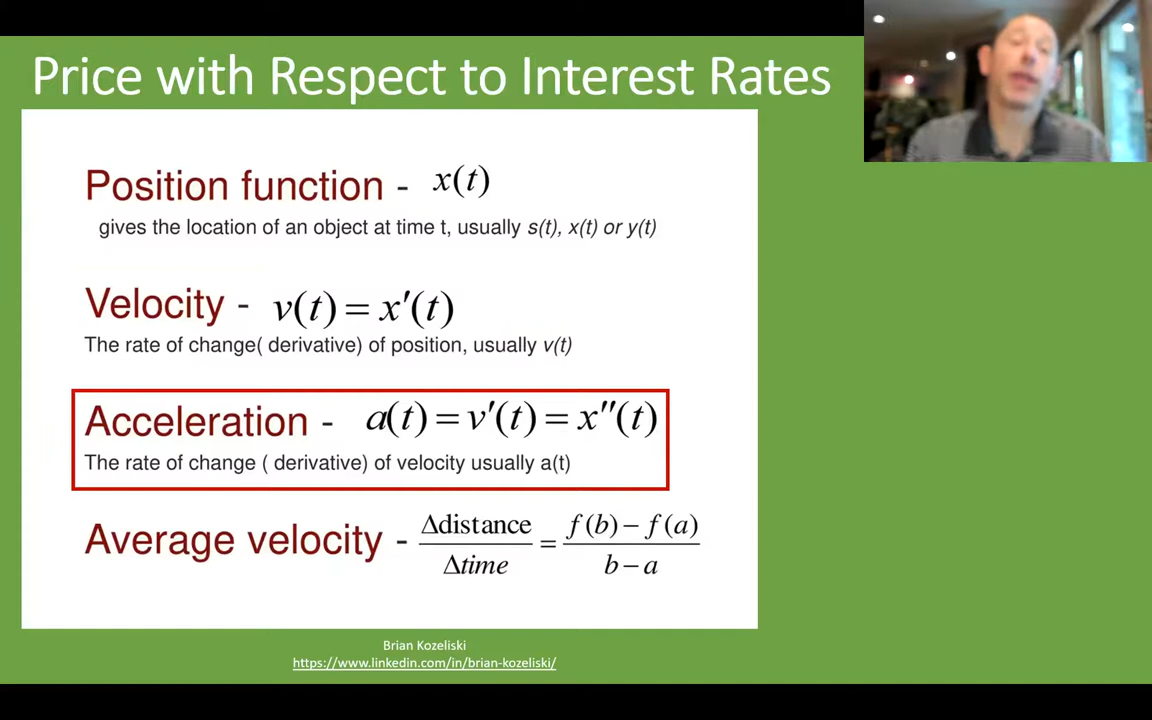 Price with Respect to Interest Rates
Position function - x(t)
gives the location of an object at time t, usually s(t), x(t) or y(t)
Velocity - v(t) = x′(t)
The rate of change( derivative) of position, usually v(t)
Acceleration - a(t) = v′(t) = x″(t)
The rate of change ( derivative) of velocity usually a(t)
Average velocity - Δdistance/Δtime = f(b) − f(a)/b − a
Brian Kozeliski
https://www.linkedin.com/in/brian-kozeliski/